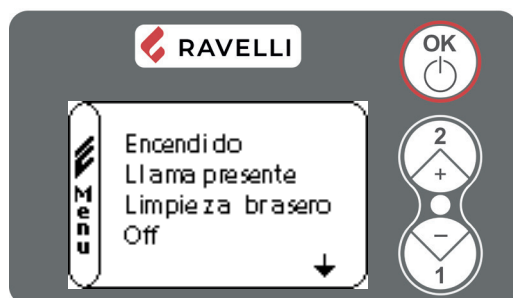 RAVELLI
OK
Menu
Encendido
Llama presente
Limpieza brasero
Off
2
+
−
1